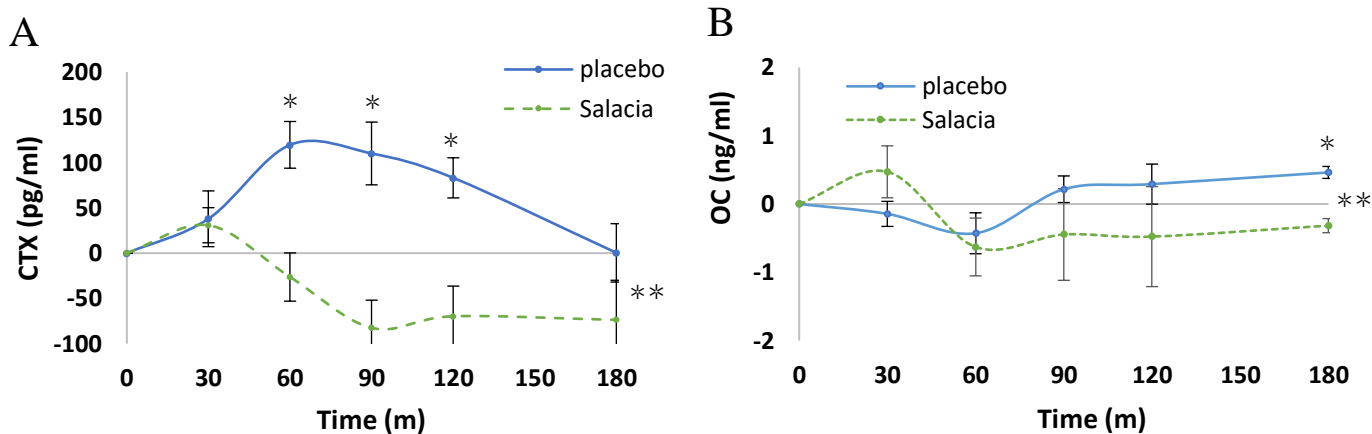 A
CTX (pg/ml)
200
150
100
50
0
-50
-100
placebo
Salacia
*
*
*
**
0 30 60 90 120 150 180
Time (m)
B
OC (ng/ml)
2
1
0
-1
-2
placebo
Salacia
*
**
0 30 60 90 120 150 180
Time (m)